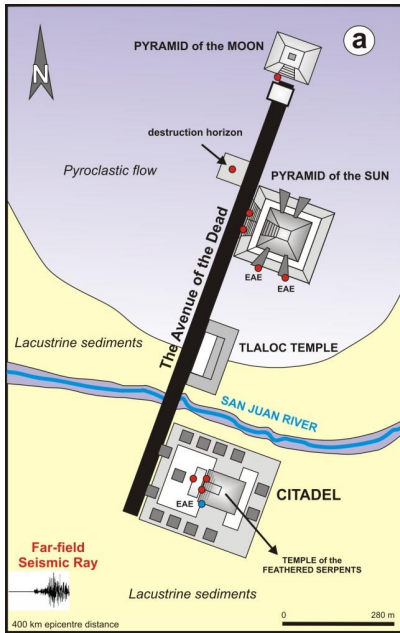 PYRAMID of the MOON
a
N
destruction horizon
Pyroclastic flow
PYRAMID of the SUN
EAE
EAE
The Avenue of the Dead
Lacustrine sediments
TLALOC TEMPLE
SAN JUAN RIVER
CITADEL
EAE
TEMPLE of the
FEATHERED SERPENTS
Far-field
Seismic Ray
Lacustrine sediments
400 km epicentre distance
0
280 m